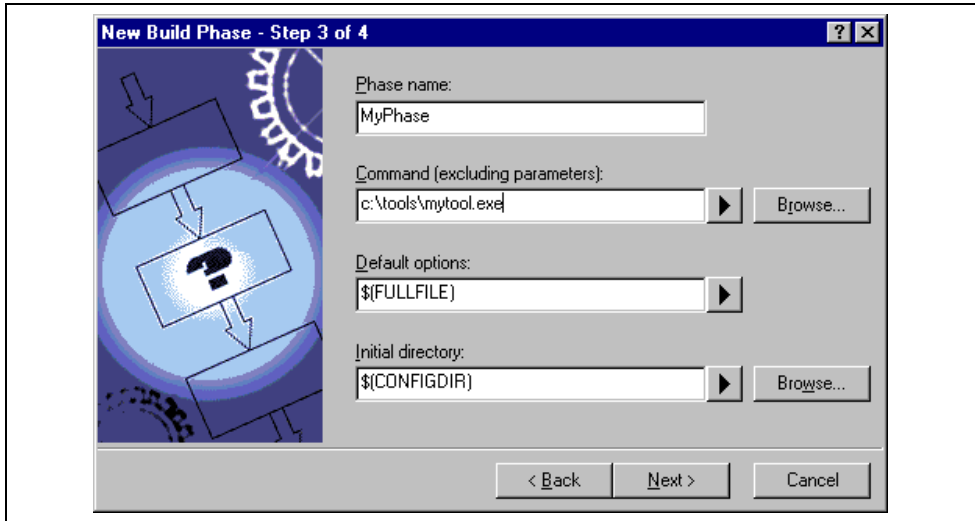 New Build Phase - Step 3 of 4
Phase name:
MyPhase
Command (excluding parameters):
c:\tools\mytool.exe
Browse...
Default options:
$(FULLFILE)
Initial directory:
$(CONFIGDIR)
Browse...
< Back Next > Cancel